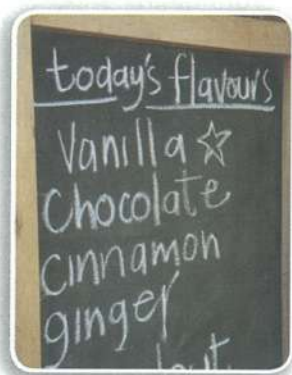 today's flavours
Vanilla ☆
Chocolate
cinnamon
ginger